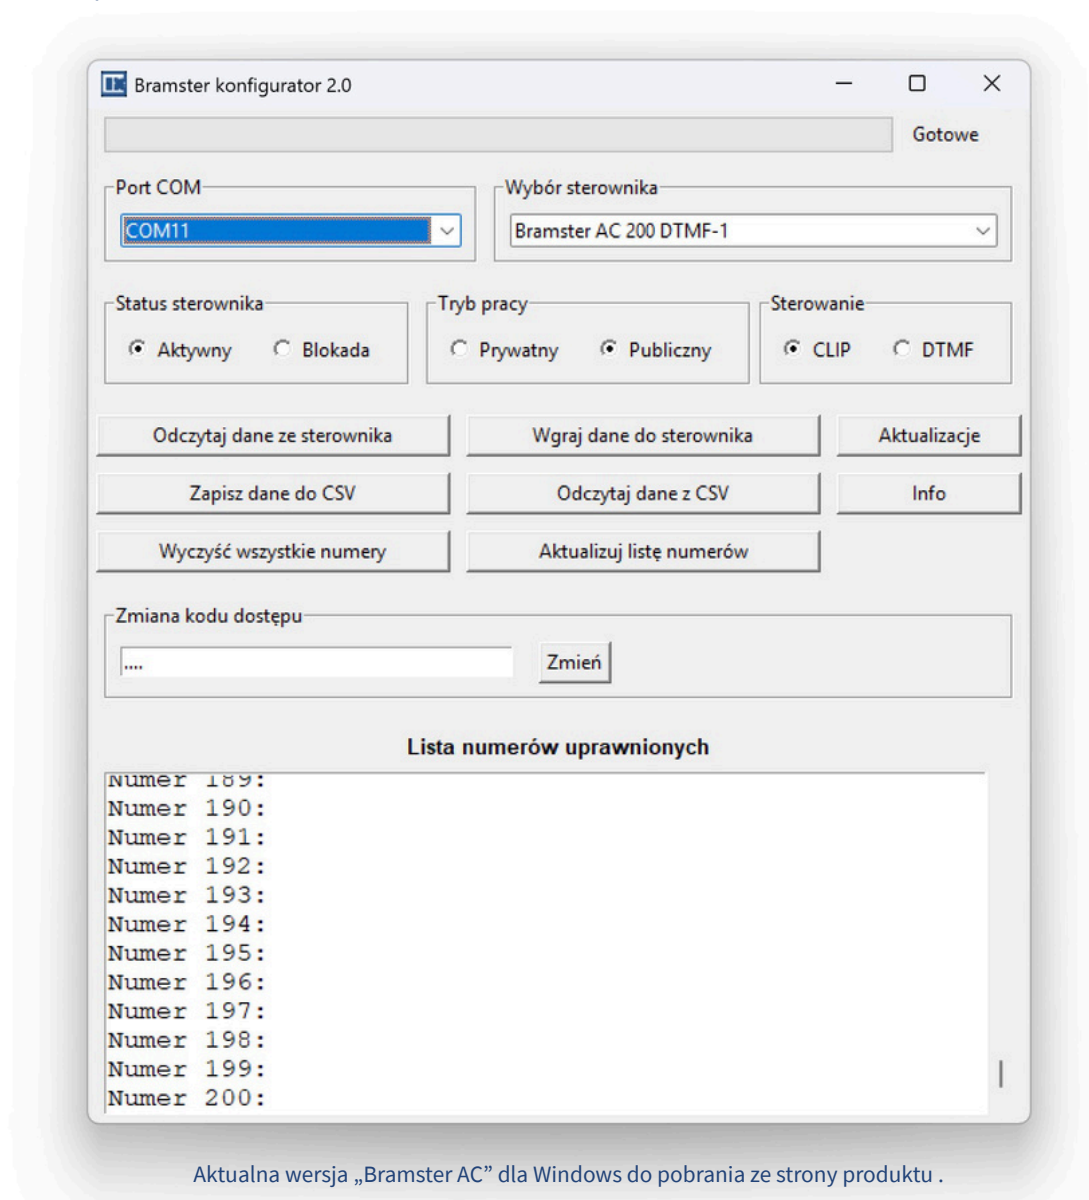 Bramster konfigurator 2.0
Gotowe
Port COM
COM11
Wybór sterownika
Bramster AC 200 DTMF-1
Status sterownika
Aktywny Blokada
Tryb pracy
Prywatny Publiczny
Sterowanie
CLIP DTMF
Odczytaj dane ze sterownika Wgraj dane do sterownika Aktualizacje
Zapisz dane do CSV Odczytaj dane z CSV Info
Wyczyść wszystkie numery Aktualizuj listę numerów
Zmiana kodu dostępu
.... Zmień
Lista numerów uprawnionych
Numer 189:
Numer 190:
Numer 191:
Numer 192:
Numer 193:
Numer 194:
Numer 195:
Numer 196:
Numer 197:
Numer 198:
Numer 199:
Numer 200:
Aktualna wersja „Bramster AC” dla Windows do pobrania ze strony produktu .